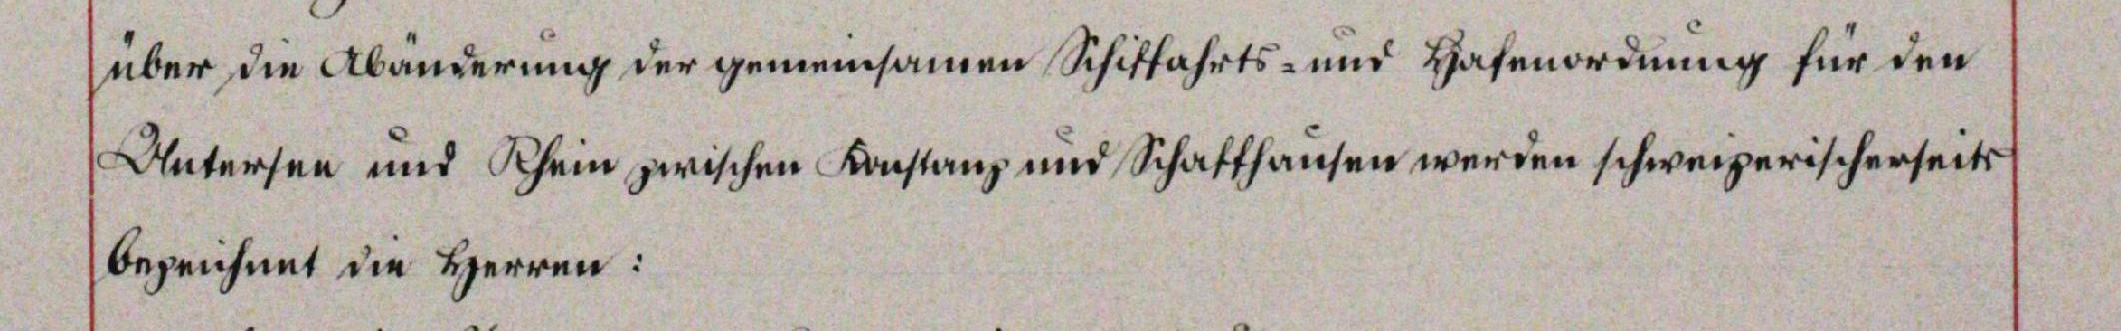 über die Abänderung der gemeinsamen Schiffahrts- und Hafenordnung für den
Untersee und Rhein zwischen Konstanz und Schaffhausen werden schweizerischerseits
bezeichnet die Herren: